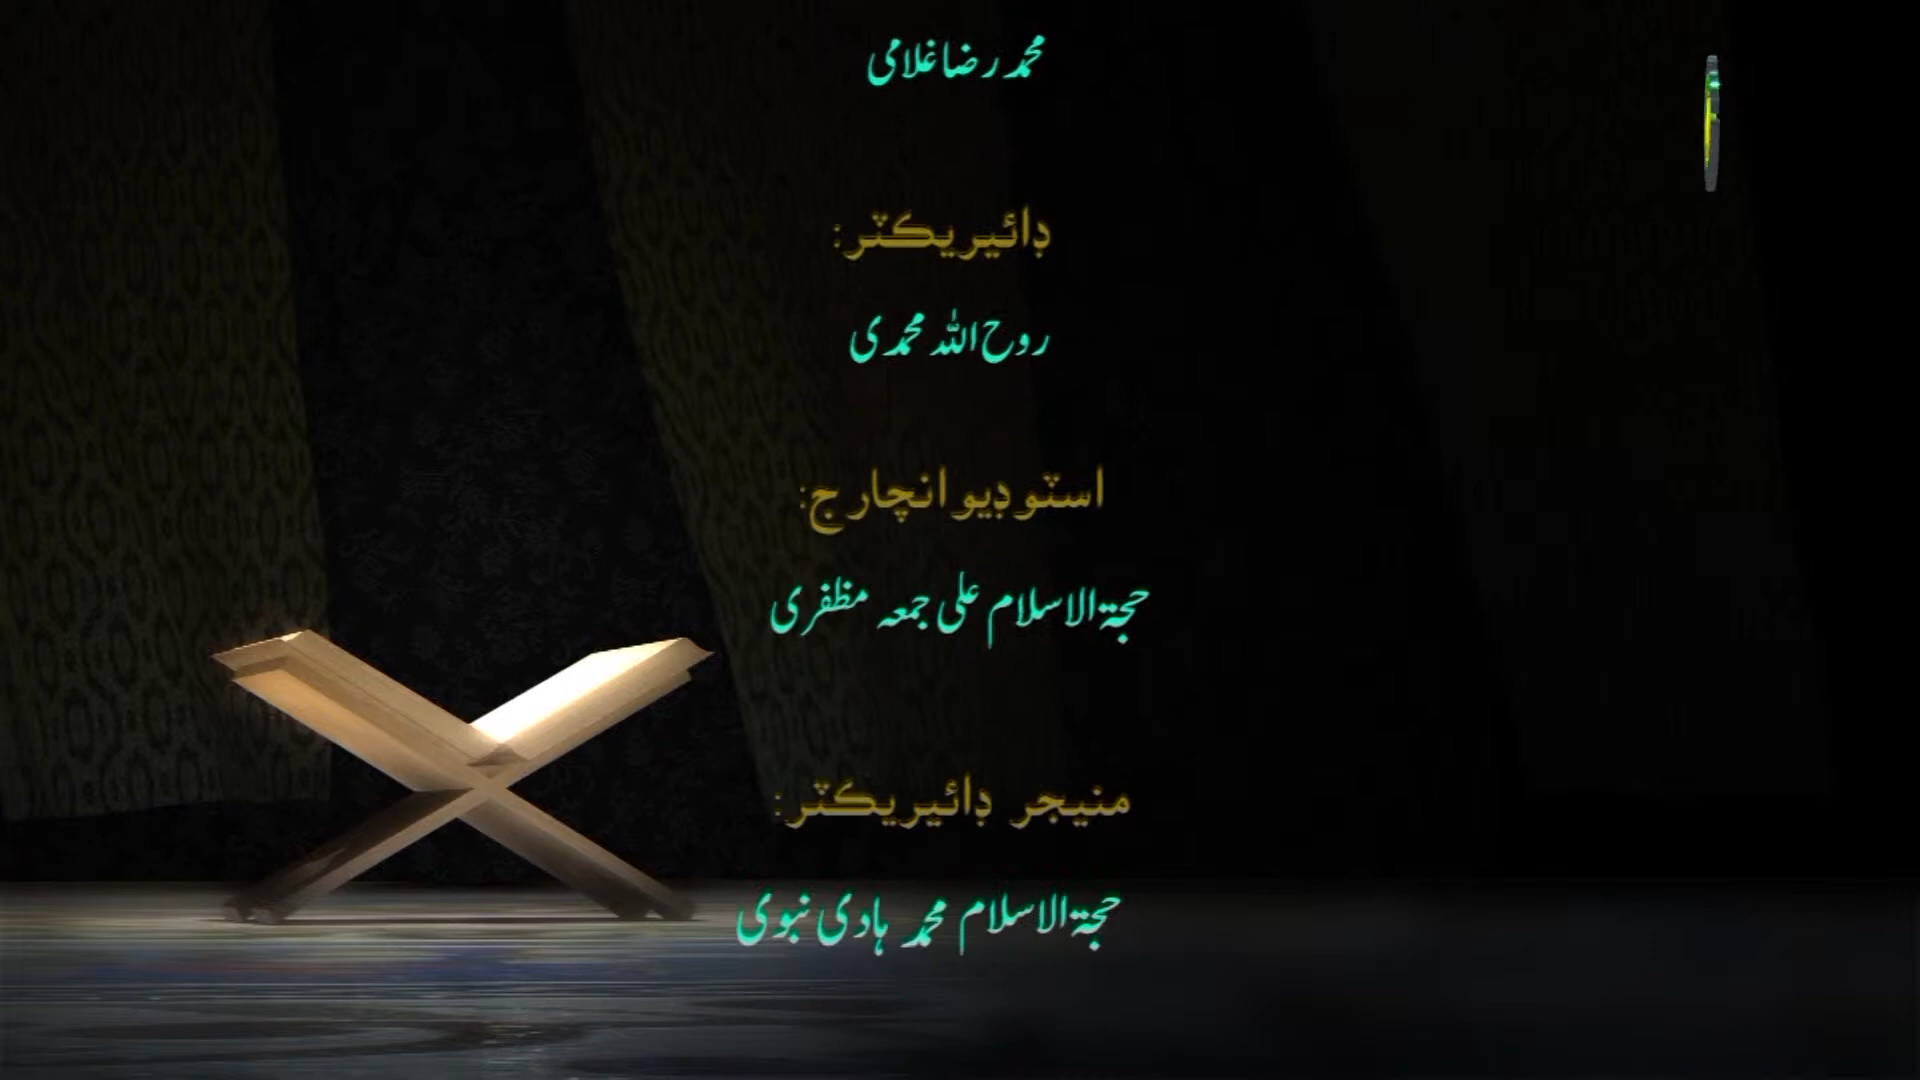 محمد رضا غلامی
ڈائیریکٹر:
روح اللہ محمدی
اسٹوڈیو انچارج:
حجۃ الاسلام علی جمعہ مظفری
منیجر ڈائیریکٹر:
حجۃ الاسلام محمد ہادی نبوی